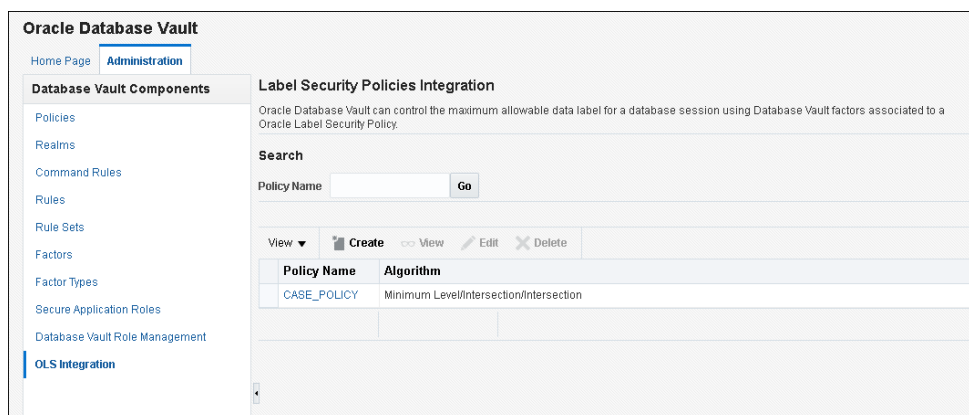 Oracle Database Vault
Home Page Administration
Database Vault Components
Policies
Realms
Command Rules
Rules
Rule Sets
Factors
Factor Types
Secure Application Roles
Database Vault Role Management
OLS Integration
Label Security Policies Integration
Oracle Database Vault can control the maximum allowable data label for a database session using Database Vault factors associated to a
Oracle Label Security Policy.
Search
Policy Name Go
View Create View Edit Delete
Policy Name Algorithm
CASE_POLICY Minimum Level/Intersection/Intersection